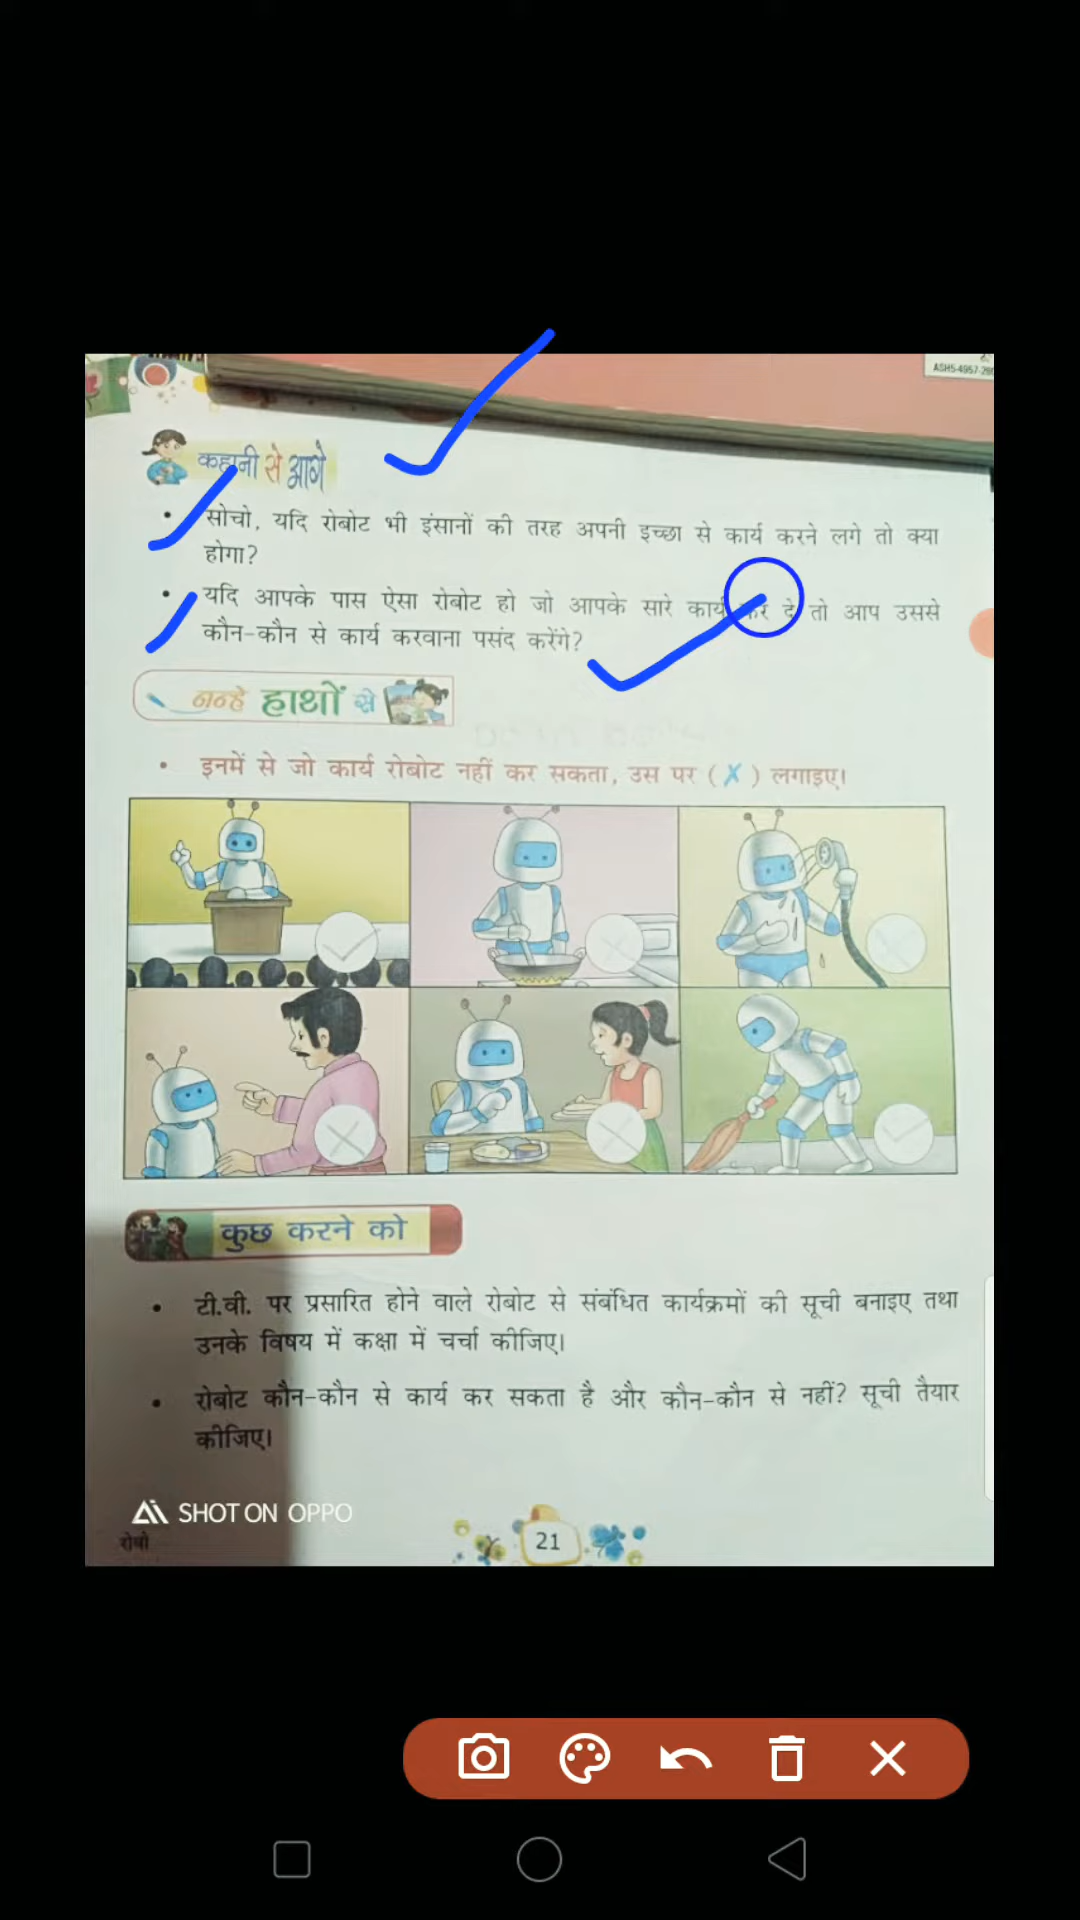 ASH5-4957-
कहानी से आगे
• सोचो, यदि रोबोट भी इंसानों की तरह अपनी इच्छा से कार्य करने लगे तो क्या
होगा?
• यदि आपके पास ऐसा रोबोट हो जो आपके सारे कार्य कर दे तो आप उससे
कौन-कौन से कार्य करवाना पसंद करेंगे?
नन्हे हाथों से
• इनमें से जो कार्य रोबोट नहीं कर सकता, उस पर ( X ) लगाइए।
कुछ करने को
• टी.वी. पर प्रसारित होने वाले रोबोट से संबंधित कार्यक्रमों की सूची बनाइए तथा
उनके विषय में कक्षा में चर्चा कीजिए।
• रोबोट कौन-कौन से कार्य कर सकता है और कौन-कौन से नहीं? सूची तैयार
कीजिए।
SHOT ON OPPO
रोबो
21